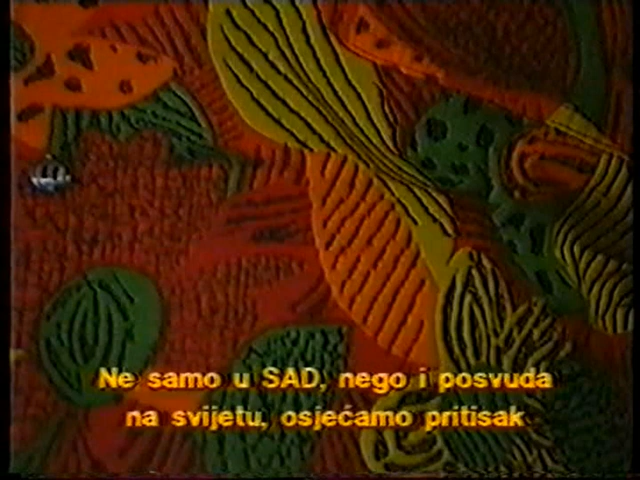 Ne samo u SAD, nego i posvuda
na svijetu, osjećamo pritisak